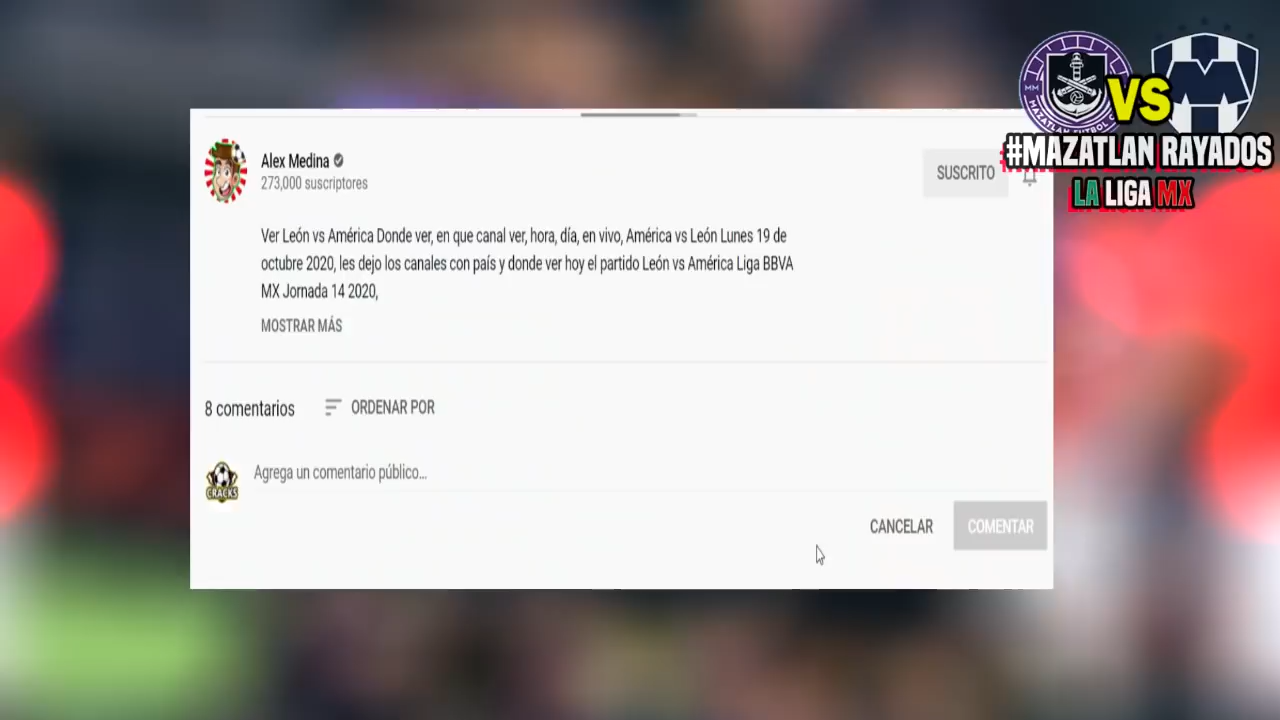 VS
#MAZATLAN RAYADOS
LA LIGA MX
Alex Medina
273,000 suscriptores
SUSCRITO
Ver León vs América Donde ver, en que canal ver, hora, día, en vivo, América vs León Lunes 19 de
octubre 2020, les dejo los canales con país y donde ver hoy el partido León vs América Liga BBVA
MX Jornada 14 2020,
MOSTRAR MÁS
8 comentarios
ORDENAR POR
CRACKS
Agrega un comentario público...
CANCELAR
COMENTAR